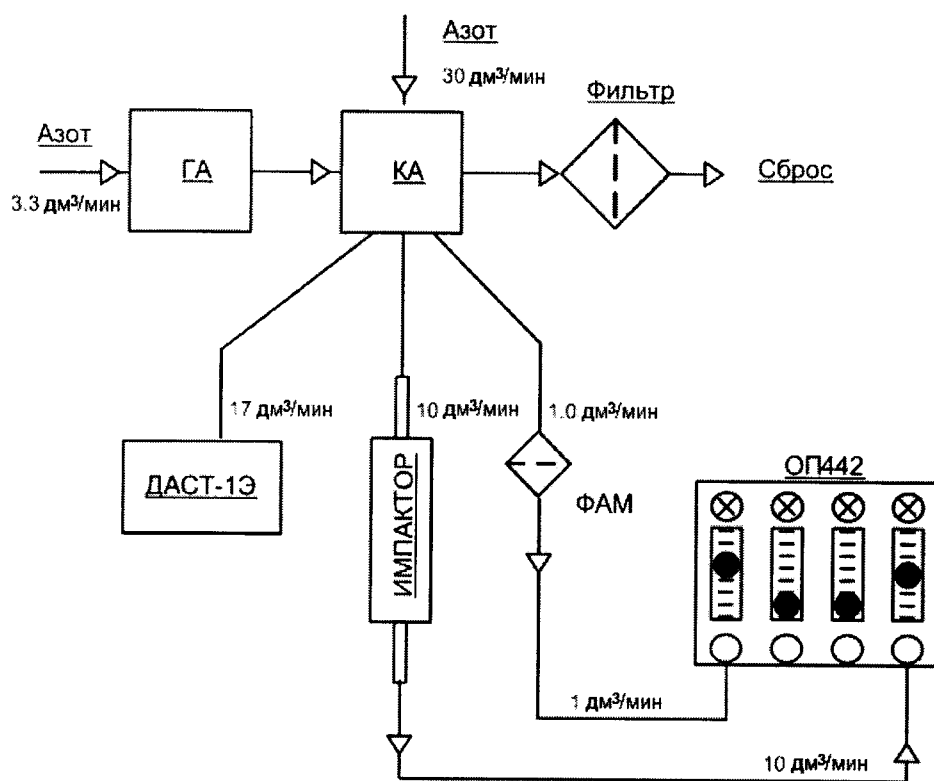 Азот
30 дм³/мин
Фильтр
Азот
ГА
КА
Сброс
3.3 дм³/мин
17 дм³/мин
10 дм³/мин
1.0 дм³/мин
ДАСТ-1Э
ИМПАКТОР
ФАМ
ОП442
1 дм³/мин
10 дм³/мин